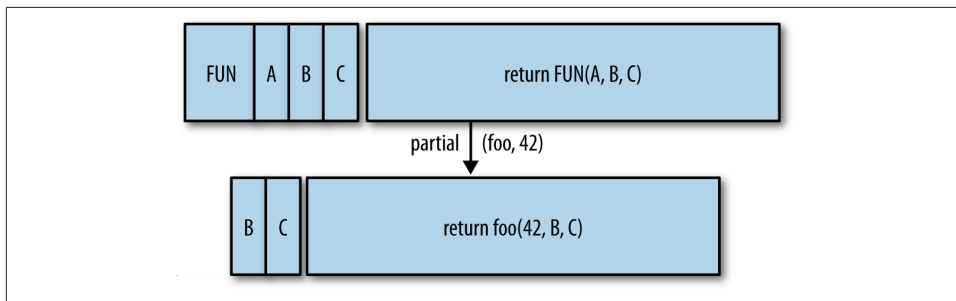 FUN A B C return FUN(A, B, C)
partial (foo, 42)
B C return foo(42, B, C)